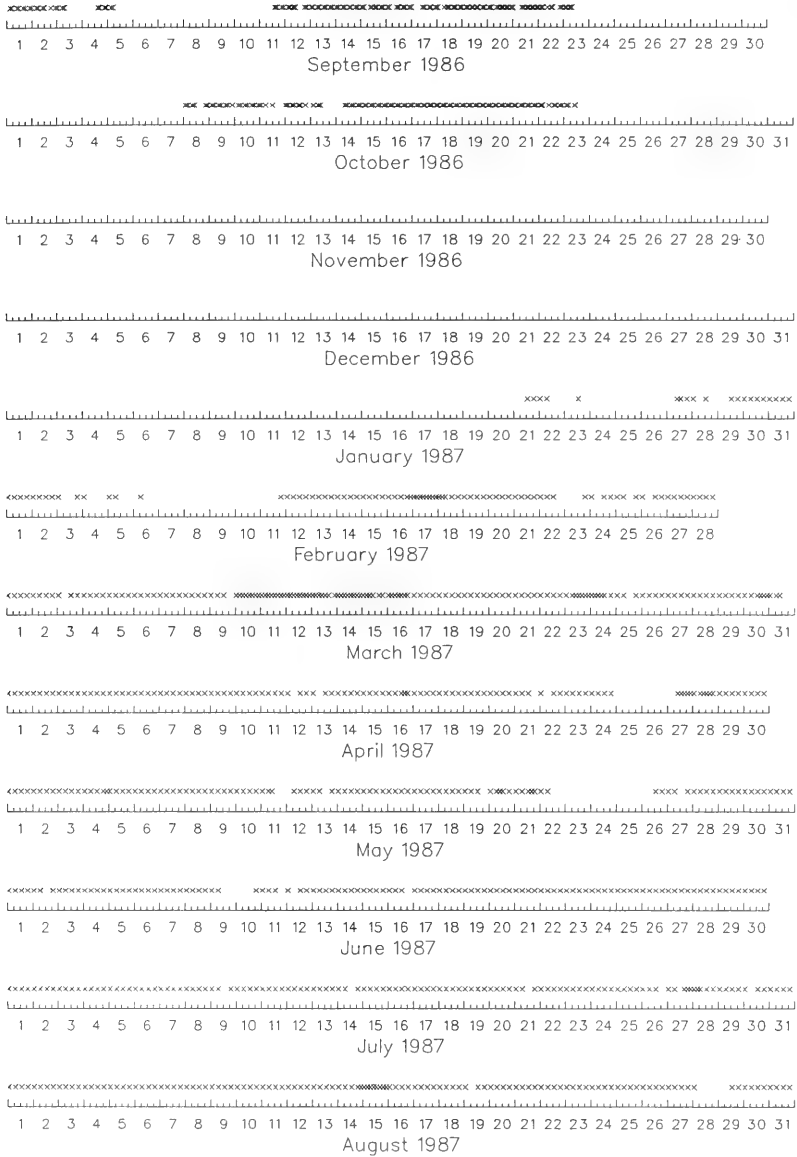 1 2 3 4 5 6 7 8 9 10 11 12 13 14 15 16 17 18 19 20 21 22 23 24 25 26 27 28 29 30
September 1986
1 2 3 4 5 6 7 8 9 10 11 12 13 14 15 16 17 18 19 20 21 22 23 24 25 26 27 28 29 30 31
October 1986
1 2 3 4 5 6 7 8 9 10 11 12 13 14 15 16 17 18 19 20 21 22 23 24 25 26 27 28 29 30
November 1986
1 2 3 4 5 6 7 8 9 10 11 12 13 14 15 16 17 18 19 20 21 22 23 24 25 26 27 28 29 30 31
December 1986
1 2 3 4 5 6 7 8 9 10 11 12 13 14 15 16 17 18 19 20 21 22 23 24 25 26 27 28 29 30 31
January 1987
1 2 3 4 5 6 7 8 9 10 11 12 13 14 15 16 17 18 19 20 21 22 23 24 25 26 27 28
February 1987
1 2 3 4 5 6 7 8 9 10 11 12 13 14 15 16 17 18 19 20 21 22 23 24 25 26 27 28 29 30 31
March 1987
1 2 3 4 5 6 7 8 9 10 11 12 13 14 15 16 17 18 19 20 21 22 23 24 25 26 27 28 29 30
April 1987
1 2 3 4 5 6 7 8 9 10 11 12 13 14 15 16 17 18 19 20 21 22 23 24 25 26 27 28 29 30 31
May 1987
1 2 3 4 5 6 7 8 9 10 11 12 13 14 15 16 17 18 19 20 21 22 23 24 25 26 27 28 29 30
June 1987
1 2 3 4 5 6 7 8 9 10 11 12 13 14 15 16 17 18 19 20 21 22 23 24 25 26 27 28 29 30 31
July 1987
1 2 3 4 5 6 7 8 9 10 11 12 13 14 15 16 17 18 19 20 21 22 23 24 25 26 27 28 29 30 31
August 1987